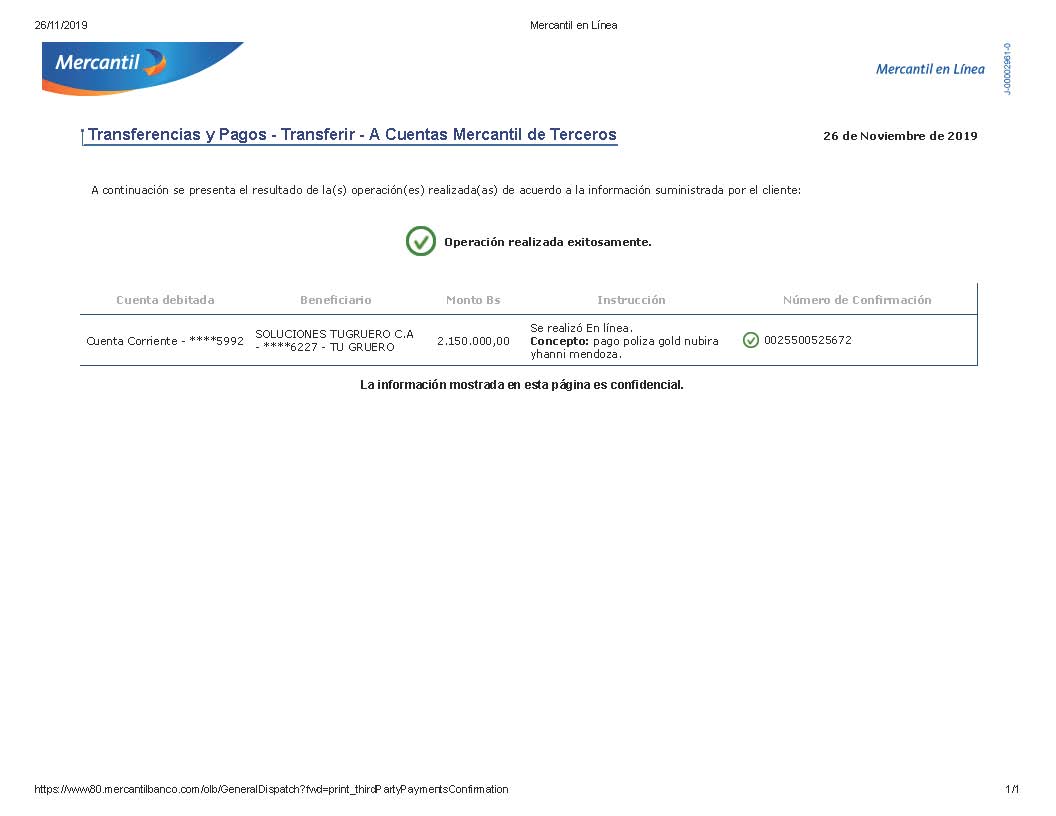 26/11/2019 Mercantil en Línea
Mercantil
Mercantil en Línea
J-00002961-0
Transferencias y Pagos - Transferir - A Cuentas Mercantil de Terceros 26 de Noviembre de 2019
A continuación se presenta el resultado de la(s) operación(es) realizada(as) de acuerdo a la información suministrada por el cliente:
Operación realizada exitosamente.
Cuenta debitada Beneficiario Monto Bs Instrucción Número de Confirmación
Cuenta Corriente - ****5992
SOLUCIONES TUGRUERO C.A
- ****6227 - TU GRUERO
2.150.000,00
Se realizó En línea.
Concepto: pago poliza gold nubira
yhanni mendoza.
0025500525672
La información mostrada en esta página es confidencial.
https://www80.mercantilbanco.com/olb/GeneralDispatch?fwd=print_thirdPartyPaymentsConfirmation 1/1